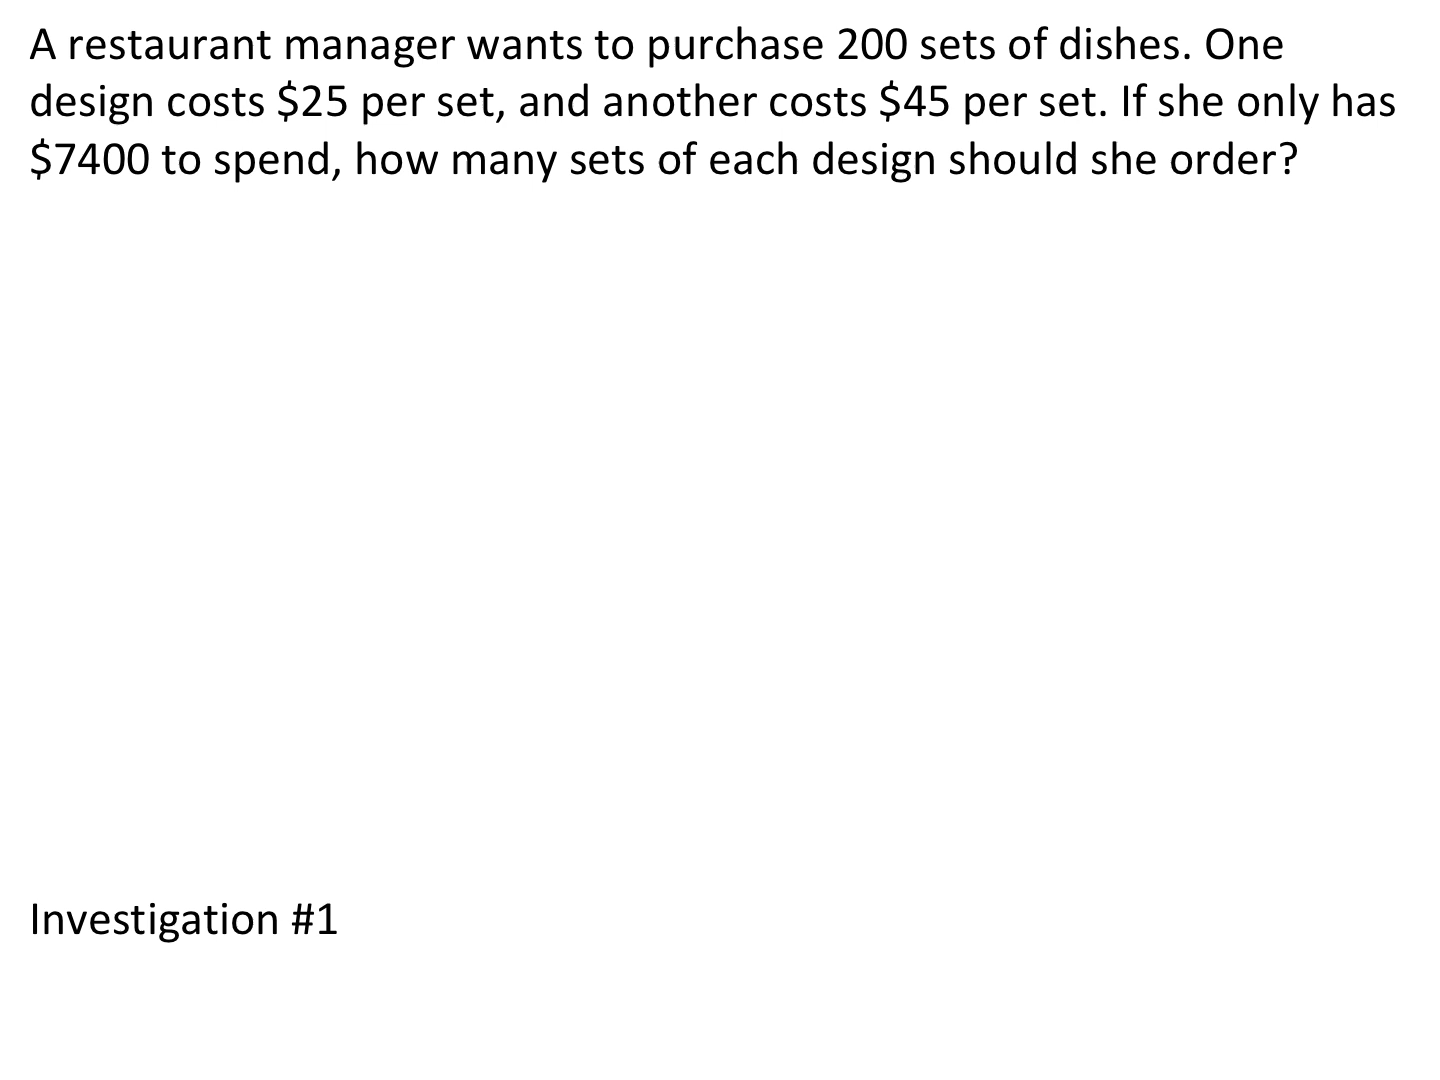 A restaurant manager wants to purchase 200 sets of dishes. One
design costs $25 per set, and another costs $45 per set. If she only has
$7400 to spend, how many sets of each design should she order?
Investigation #1